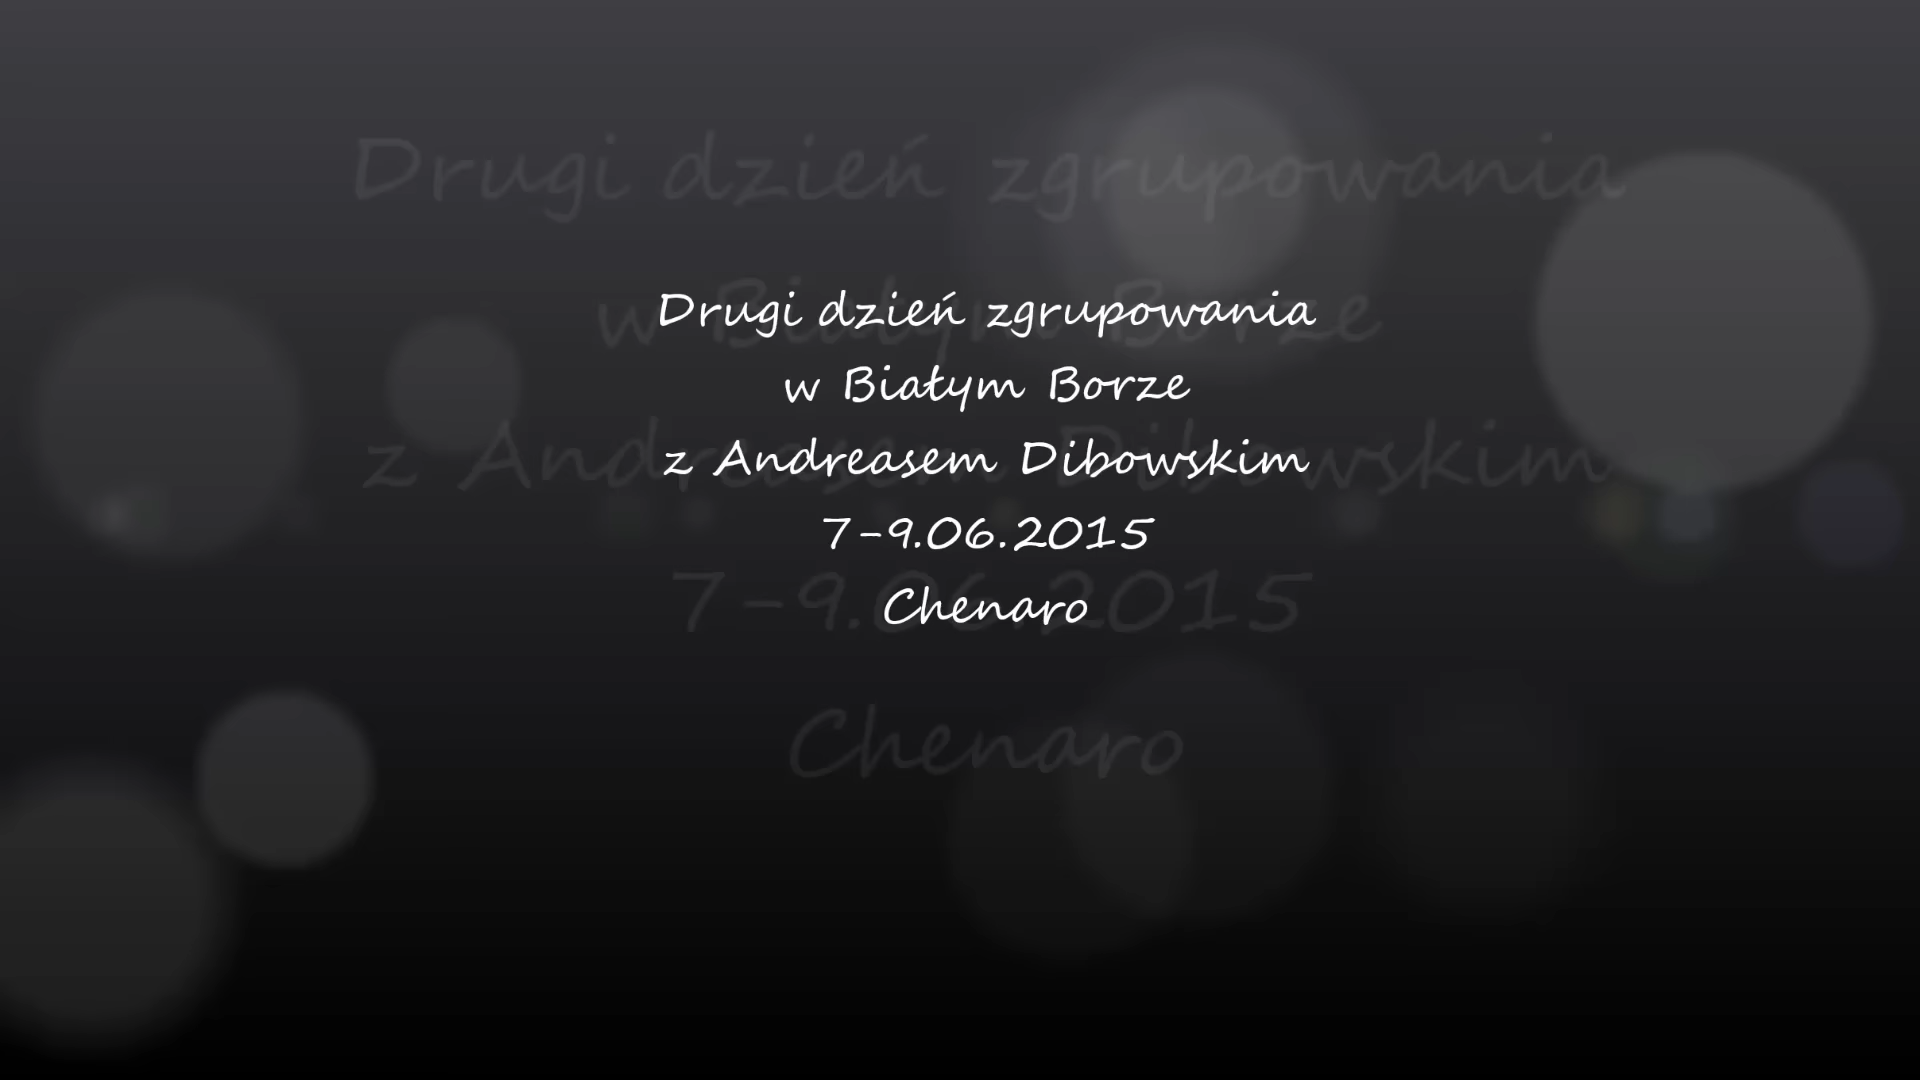 Drugi dzień zgrupowania
w Białym Borze
z Andreasem Dibowskim
7-9.06.2015
Chenaro